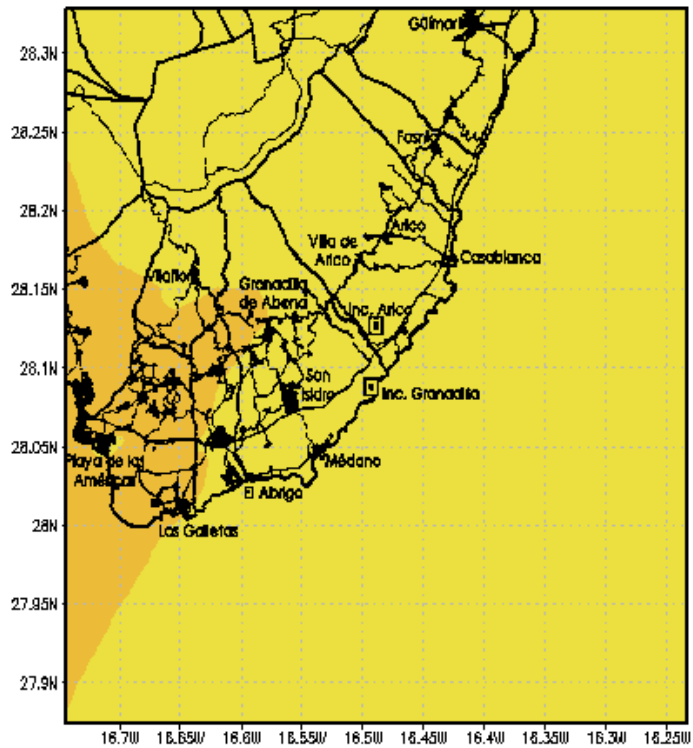 28.3N
28.25N
28.2N
28.15N
28.1N
28.05N
28N
27.95N
27.9N
Güímar
Fasnia
Arico
Villa de
Arico
Casablanca
Vilaflor
Granadilla
de Abona
Inc. Arico
San
Isidro
Inc. Granadilla
Playa de las
Américas
Médano
El Abrigo
Las Galletas
16.7W
16.65W
16.6W
16.55W
16.5W
16.45W
16.4W
16.35W
16.3W
16.25W